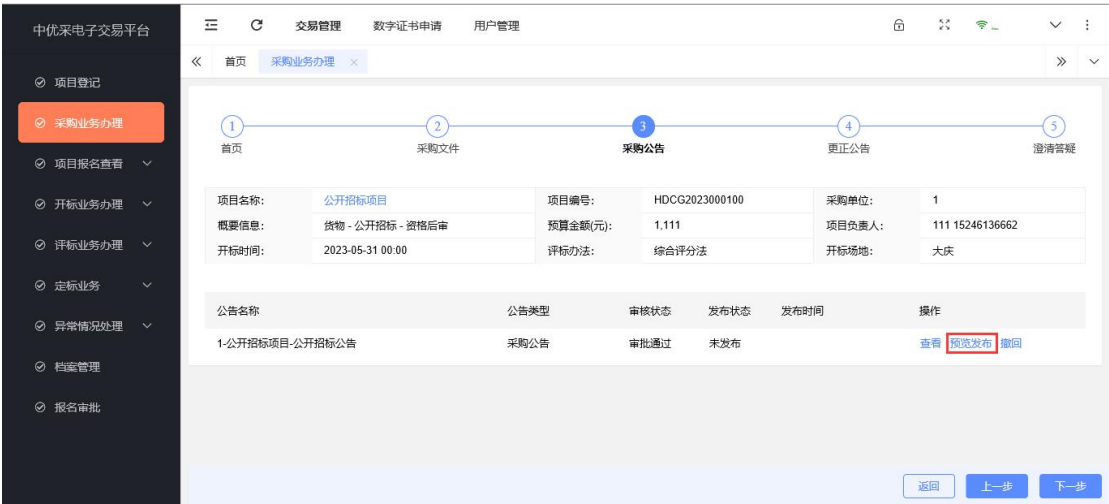 中优采电子交易平台
交易管理 数字证书申请 用户管理
首页 采购业务办理 ×
项目登记
采购业务办理
项目报名查看
开标业务办理
评标业务办理
定标业务
异常情况处理
档案管理
报名审批
1 2 3 4 5
首页 采购文件 采购公告 更正公告 澄清答疑
项目名称: 公开招标项目 项目编号: HDCG2023000100 采购单位: 1
概要信息: 货物 - 公开招标 - 资格后审 预算金额(元): 1,111 项目负责人: 111 15246136662
开标时间: 2023-05-31 00:00 评标办法: 综合评分法 开标场地: 大庆
公告名称 公告类型 审核状态 发布状态 发布时间 操作
1-公开招标项目-公开招标公告 采购公告 审批通过 未发布 查看 预览发布 撤回
返回 上一步 下一步